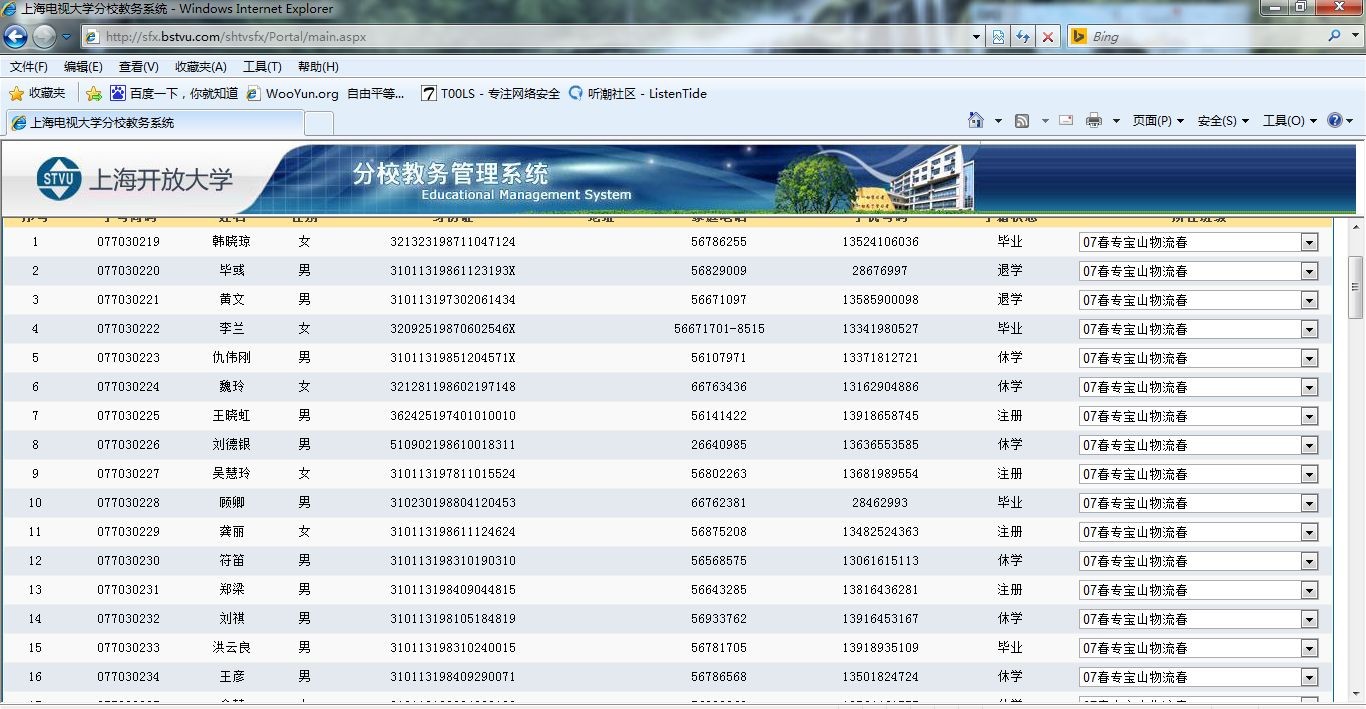 上海电视大学分校教务系统 - Windows Internet Explorer
http://sfx.bstvu.com/shtvsfx/Portal/main.aspx Bing
文件(F) 编辑(E) 查看(V) 收藏夹(A) 工具(T) 帮助(H)
收藏夹 百度一下，你就知道 WooYun.org 自由平等... T00LS - 专注网络安全 听潮社区 - ListenTide
上海电视大学分校教务系统 页面(P) 安全(S) 工具(O)
STVU 上海开放大学 分校教务管理系统
Educational Management System
1 077030219 韩晓琼 女 321323198711047124 56786255 13524106036 毕业 07春专宝山物流春
2 077030220 毕彧 男 31011319861123193X 56829009 28676997 退学 07春专宝山物流春
3 077030221 黄文 男 310113197302061434 56671097 13585900098 退学 07春专宝山物流春
4 077030222 李兰 女 32092519870602546X 56671701-8515 13341980527 毕业 07春专宝山物流春
5 077030223 仇伟刚 男 31011319851204571X 56107971 13371812721 休学 07春专宝山物流春
6 077030224 魏玲 女 321281198602197148 66763436 13162904886 休学 07春专宝山物流春
7 077030225 王晓虹 男 362425197401010010 56141422 13918658745 注册 07春专宝山物流春
8 077030226 刘德银 男 510902198610018311 26640985 13636553585 休学 07春专宝山物流春
9 077030227 吴慧玲 女 310113197811015524 56802263 13681989554 注册 07春专宝山物流春
10 077030228 顾卿 男 310230198804120453 66762381 28462993 毕业 07春专宝山物流春
11 077030229 龚丽 女 310113198611124624 56875208 13482524363 注册 07春专宝山物流春
12 077030230 符笛 男 310113198310190310 56568575 13061615113 休学 07春专宝山物流春
13 077030231 郑梁 男 310113198409044815 56643285 13816436281 注册 07春专宝山物流春
14 077030232 刘祺 男 310113198105184819 56933762 13916453167 休学 07春专宝山物流春
15 077030233 洪云良 男 310113198310240015 56781705 13918935109 毕业 07春专宝山物流春
16 077030234 王彦 男 310113198409290071 56786568 13501824724 休学 07春专宝山物流春